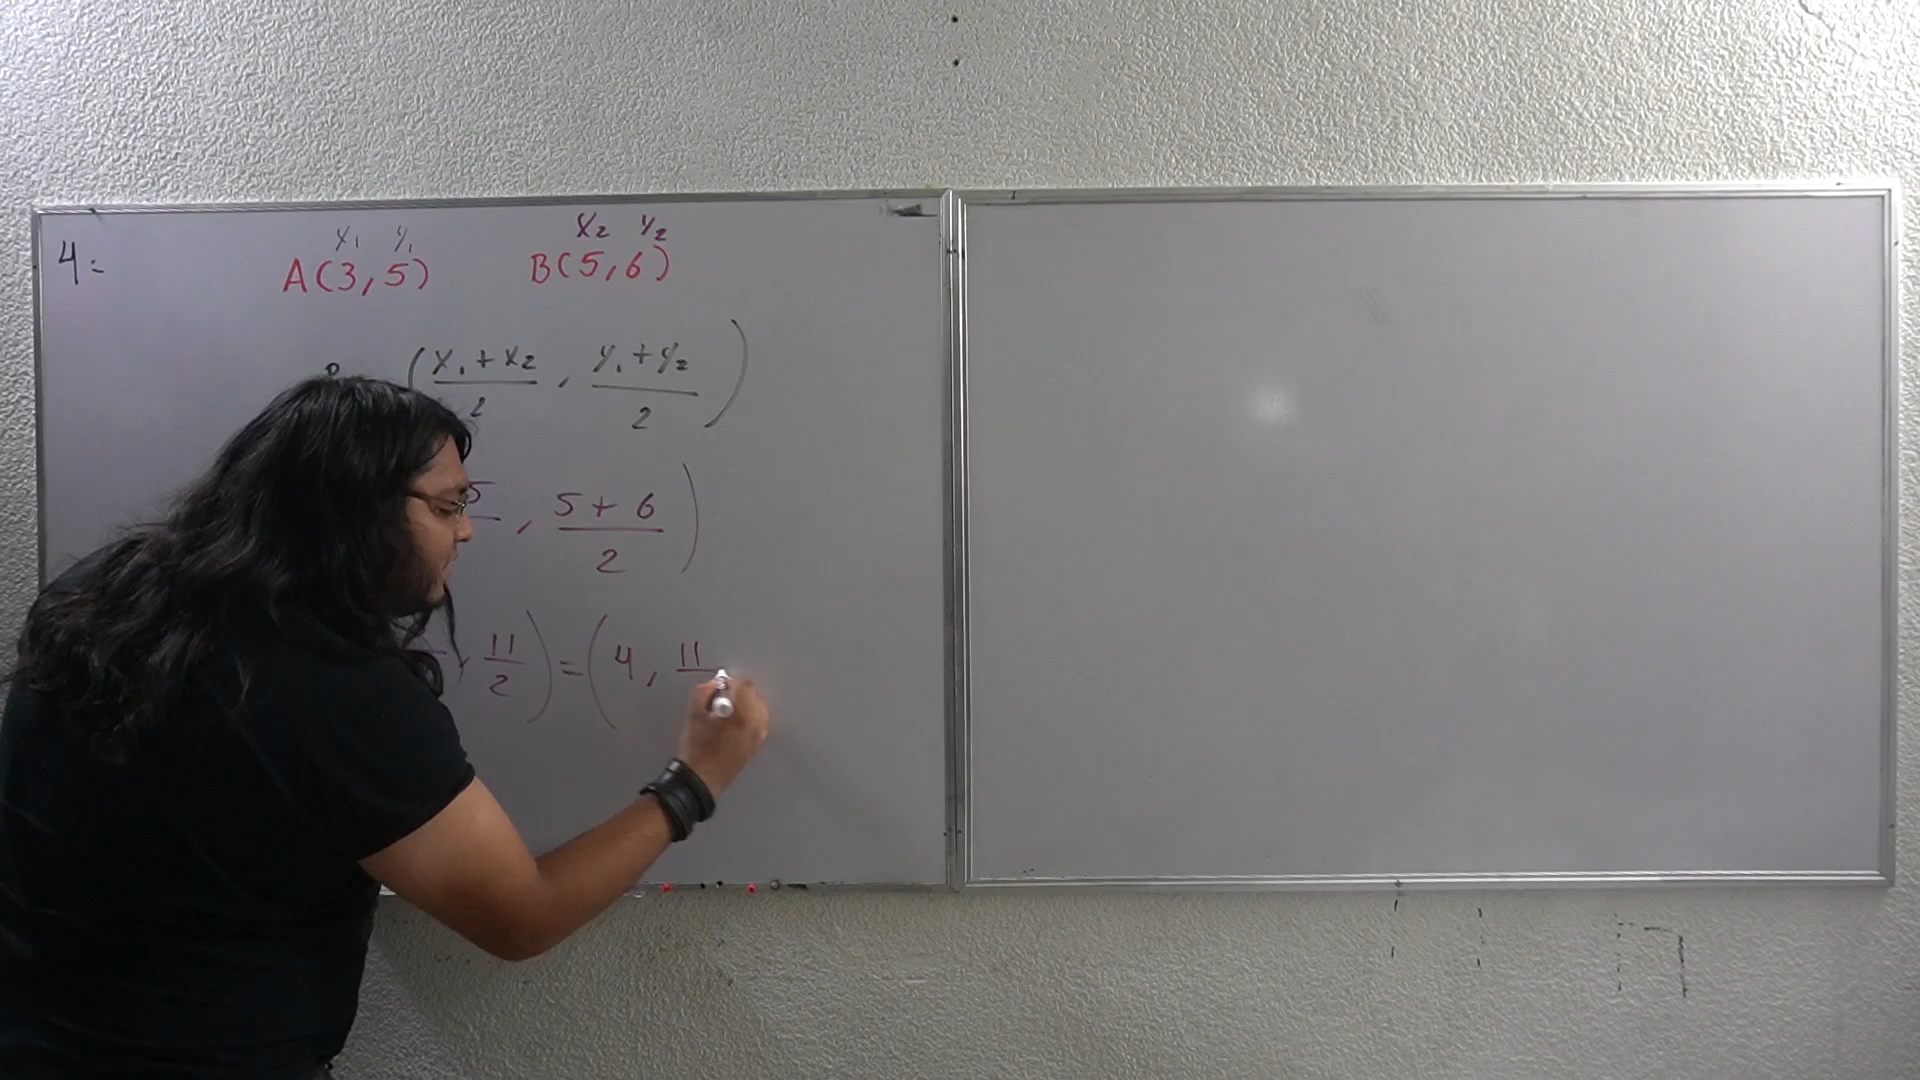 x₁ y₁ x₂ y₂
4: A(3,5) B(5,6)
(x₁+x₂/2, y₁+y₂/2)
5, 5+6/2)
, 11/2) = (4, 11